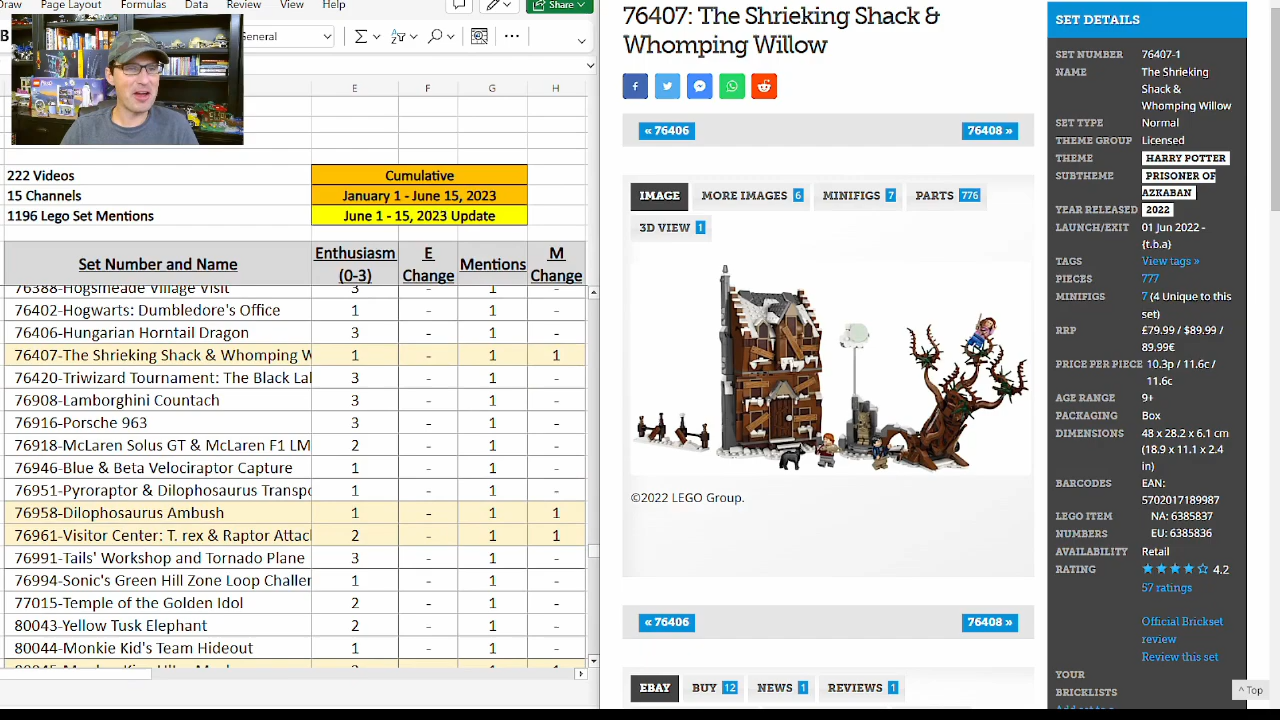 Page Layout
Formulas
Data
Review
View
Help
Share
B
General
E
F
G
H
222 Videos
15 Channels
1196 Lego Set Mentions
Cumulative
January 1 - June 15, 2023
June 1 - 15, 2023 Update
Set Number and Name
Enthusiasm
(0-3)
E
Change
Mentions
M
Change
76388-Hogsmeade Village Visit 3 - 1 -
76402-Hogwarts: Dumbledore's Office 1 - 1 -
76406-Hungarian Horntail Dragon 3 - 1 -
76407-The Shrieking Shack & Whomping W 1 - 1 1
76420-Triwizard Tournament: The Black Lal 3 - 1 -
76908-Lamborghini Countach 3 - 1 -
76916-Porsche 963 3 - 1 -
76918-McLaren Solus GT & McLaren F1 LM 2 - 1 -
76946-Blue & Beta Velociraptor Capture 1 - 1 -
76951-Pyroraptor & Dilophosaurus Transpo 1 - 1 -
76958-Dilophosaurus Ambush 1 - 1 1
76961-Visitor Center: T. rex & Raptor Attac 2 - 1 1
76991-Tails' Workshop and Tornado Plane 3 - 1 -
76994-Sonic's Green Hill Zone Loop Challer 1 - 1 -
77015-Temple of the Golden Idol 2 - 1 -
80043-Yellow Tusk Elephant 2 - 1 -
80044-Monkie Kid's Team Hideout 1 - 1 -
76407: The Shrieking Shack &
Whomping Willow
« 76406
76408 »
IMAGE
MORE IMAGES 6
MINIFIGS 7
PARTS 776
3D VIEW 1
©2022 LEGO Group.
« 76406
76408 »
EBAY
BUY 12
NEWS 1
REVIEWS 1
SET DETAILS
SET NUMBER 76407-1
NAME The Shrieking
Shack &
Whomping Willow
SET TYPE Normal
THEME GROUP Licensed
THEME HARRY POTTER
SUBTHEME PRISONER OF
AZKABAN
YEAR RELEASED 2022
LAUNCH/EXIT 01 Jun 2022 -
{t.b.a}
TAGS View tags »
PIECES 777
MINIFIGS 7 (4 Unique to this
set)
RRP £79.99 / $89.99 /
89.99€
PRICE PER PIECE 10.3p / 11.6c /
11.6c
AGE RANGE 9+
PACKAGING Box
DIMENSIONS 48 x 28.2 x 6.1 cm
(18.9 x 11.1 x 2.4
in)
BARCODES EAN:
5702017189987
LEGO ITEM NA: 6385837
NUMBERS EU: 6385836
AVAILABILITY Retail
RATING 4.2
57 ratings
Official Brickset
review
Review this set
YOUR
BRICKLISTS
^ Top